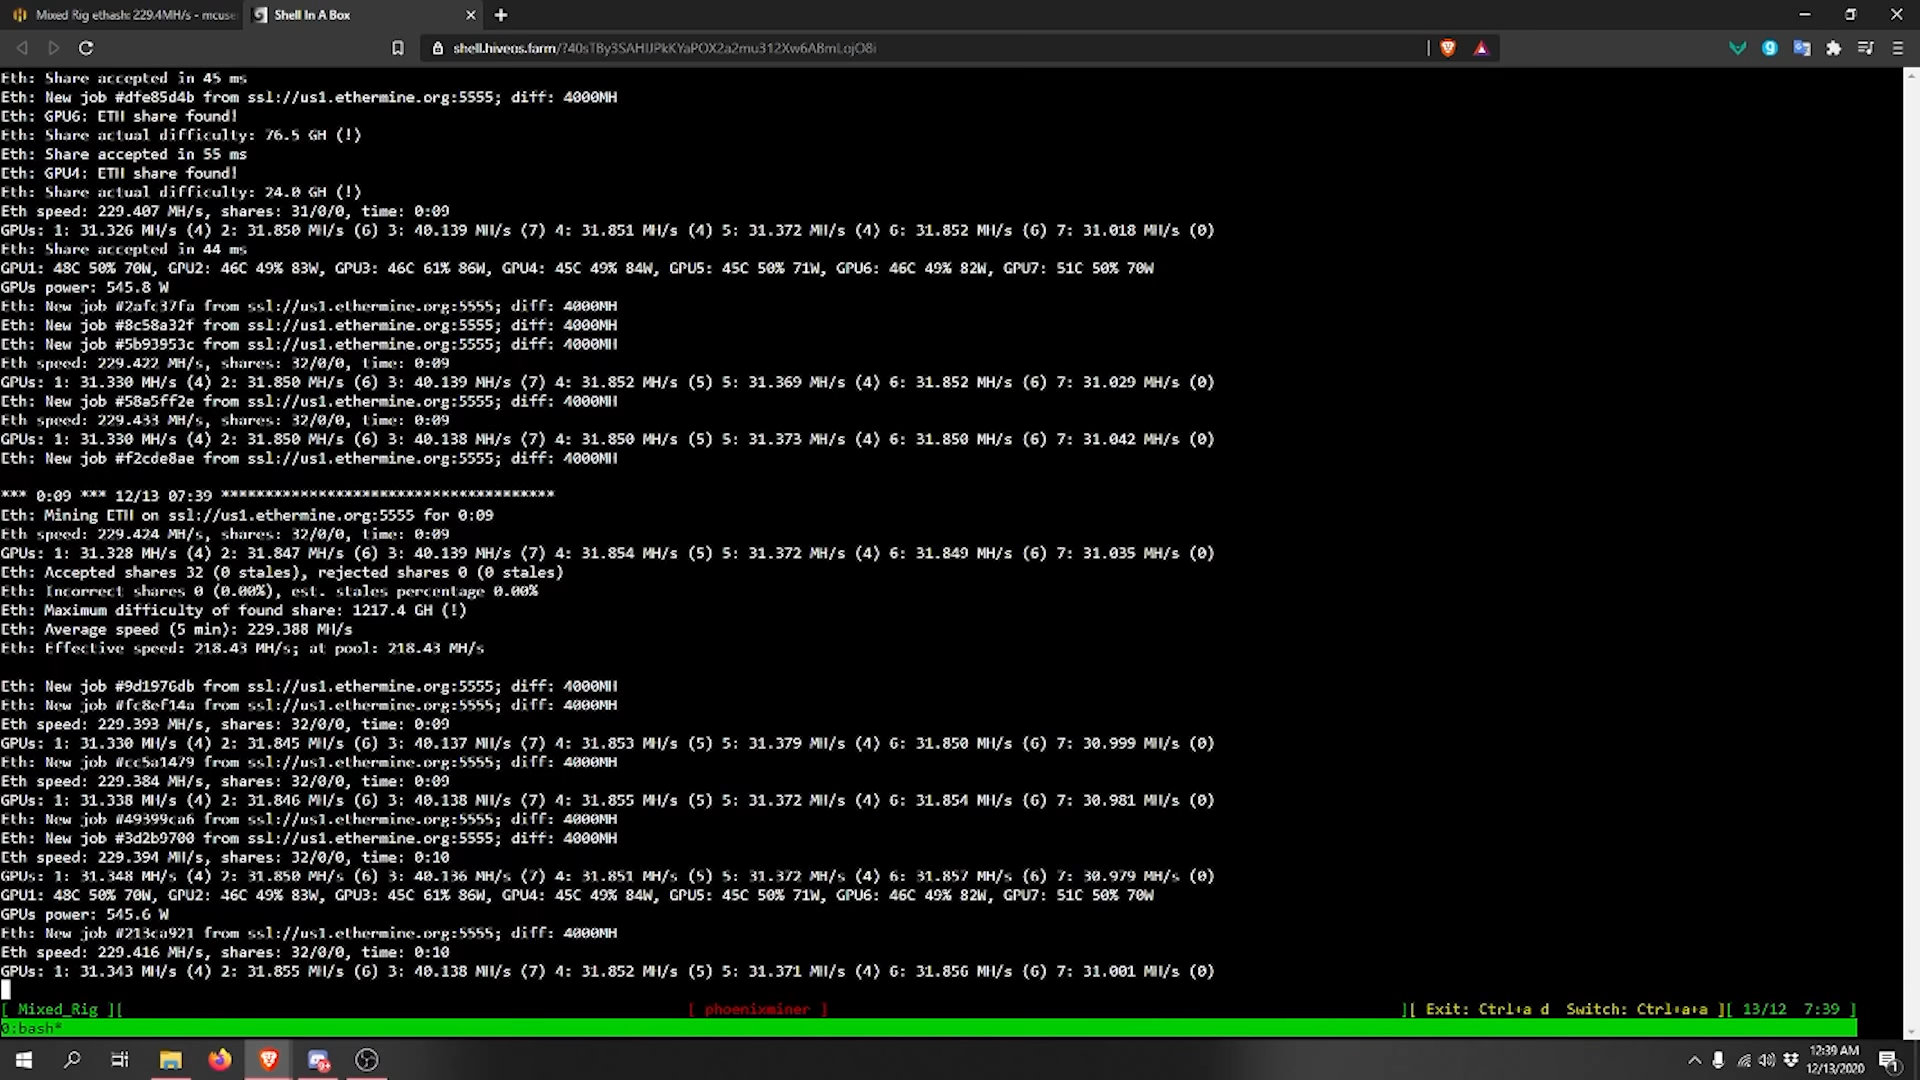 Mixed Rig ethash: 229.4MH/s - mcuse
Shell In A Box
shell.hiveos.farm/?40sTBy3SAHIJPkKYaPOX2a2mu312Xw6ABmLojO8i
Eth: Share accepted in 45 ms
Eth: New job #dfe85d4b from ssl://us1.ethermine.org:5555; diff: 4000MH
Eth: GPU6: ETH share found!
Eth: Share actual difficulty: 76.5 GH (!)
Eth: Share accepted in 55 ms
Eth: GPU4: ETH share found!
Eth: Share actual difficulty: 24.0 GH (!)
Eth speed: 229.407 MH/s, shares: 31/0/0, time: 0:09
GPUs: 1: 31.326 MH/s (4) 2: 31.850 MH/s (6) 3: 40.139 MH/s (7) 4: 31.851 MH/s (4) 5: 31.372 MH/s (4) 6: 31.852 MH/s (6) 7: 31.018 MH/s (0)
Eth: Share accepted in 44 ms
GPU1: 48C 50% 70W, GPU2: 46C 49% 83W, GPU3: 46C 61% 86W, GPU4: 45C 49% 84W, GPU5: 45C 50% 71W, GPU6: 46C 49% 82W, GPU7: 51C 50% 70W
GPUs power: 545.8 W
Eth: New job #2afc37fa from ssl://us1.ethermine.org:5555; diff: 4000MH
Eth: New job #8c58a32f from ssl://us1.ethermine.org:5555; diff: 4000MH
Eth: New job #5b93953c from ssl://us1.ethermine.org:5555; diff: 4000MH
Eth speed: 229.422 MH/s, shares: 32/0/0, time: 0:09
GPUs: 1: 31.330 MH/s (4) 2: 31.850 MH/s (6) 3: 40.139 MH/s (7) 4: 31.852 MH/s (5) 5: 31.369 MH/s (4) 6: 31.852 MH/s (6) 7: 31.029 MH/s (0)
Eth: New job #58a5ff2e from ssl://us1.ethermine.org:5555; diff: 4000MH
Eth speed: 229.433 MH/s, shares: 32/0/0, time: 0:09
GPUs: 1: 31.330 MH/s (4) 2: 31.850 MH/s (6) 3: 40.138 MH/s (7) 4: 31.850 MH/s (5) 5: 31.373 MH/s (4) 6: 31.850 MH/s (6) 7: 31.042 MH/s (0)
Eth: New job #f2cde8ae from ssl://us1.ethermine.org:5555; diff: 4000MH
*** 0:09 *** 12/13 07:39 **************************************
Eth: Mining ETH on ssl://us1.ethermine.org:5555 for 0:09
Eth speed: 229.424 MH/s, shares: 32/0/0, time: 0:09
GPUs: 1: 31.328 MH/s (4) 2: 31.847 MH/s (6) 3: 40.139 MH/s (7) 4: 31.854 MH/s (5) 5: 31.372 MH/s (4) 6: 31.849 MH/s (6) 7: 31.035 MH/s (0)
Eth: Accepted shares 32 (0 stales), rejected shares 0 (0 stales)
Eth: Incorrect shares 0 (0.00%), est. stales percentage 0.00%
Eth: Maximum difficulty of found share: 1217.4 GH (!)
Eth: Average speed (5 min): 229.388 MH/s
Eth: Effective speed: 218.43 MH/s; at pool: 218.43 MH/s
Eth: New job #9d1976db from ssl://us1.ethermine.org:5555; diff: 4000MH
Eth: New job #fc8ef14a from ssl://us1.ethermine.org:5555; diff: 4000MH
Eth speed: 229.393 MH/s, shares: 32/0/0, time: 0:09
GPUs: 1: 31.330 MH/s (4) 2: 31.845 MH/s (6) 3: 40.137 MH/s (7) 4: 31.853 MH/s (5) 5: 31.379 MH/s (4) 6: 31.850 MH/s (6) 7: 30.999 MH/s (0)
Eth: New job #cc5a1479 from ssl://us1.ethermine.org:5555; diff: 4000MH
Eth speed: 229.384 MH/s, shares: 32/0/0, time: 0:09
GPUs: 1: 31.338 MH/s (4) 2: 31.846 MH/s (6) 3: 40.138 MH/s (7) 4: 31.855 MH/s (5) 5: 31.372 MH/s (4) 6: 31.854 MH/s (6) 7: 30.981 MH/s (0)
Eth: New job #49399ca6 from ssl://us1.ethermine.org:5555; diff: 4000MH
Eth: New job #3d2b9700 from ssl://us1.ethermine.org:5555; diff: 4000MH
Eth speed: 229.394 MH/s, shares: 32/0/0, time: 0:10
GPUs: 1: 31.348 MH/s (4) 2: 31.850 MH/s (6) 3: 40.136 MH/s (7) 4: 31.851 MH/s (5) 5: 31.372 MH/s (4) 6: 31.857 MH/s (6) 7: 30.979 MH/s (0)
GPU1: 48C 50% 70W, GPU2: 46C 49% 83W, GPU3: 45C 61% 86W, GPU4: 45C 49% 84W, GPU5: 45C 50% 71W, GPU6: 46C 49% 82W, GPU7: 51C 50% 70W
GPUs power: 545.6 W
Eth: New job #213ca921 from ssl://us1.ethermine.org:5555; diff: 4000MH
Eth speed: 229.416 MH/s, shares: 32/0/0, time: 0:10
GPUs: 1: 31.343 MH/s (4) 2: 31.855 MH/s (6) 3: 40.138 MH/s (7) 4: 31.852 MH/s (5) 5: 31.371 MH/s (4) 6: 31.856 MH/s (6) 7: 31.001 MH/s (0)
[ Mixed_Rig ][ [ phoenixminer ] ][ Exit: Ctrl+a d Switch: Ctrl+a+a ][ 13/12 7:39 ]
0:bash*
12:39 AM
12/13/2020